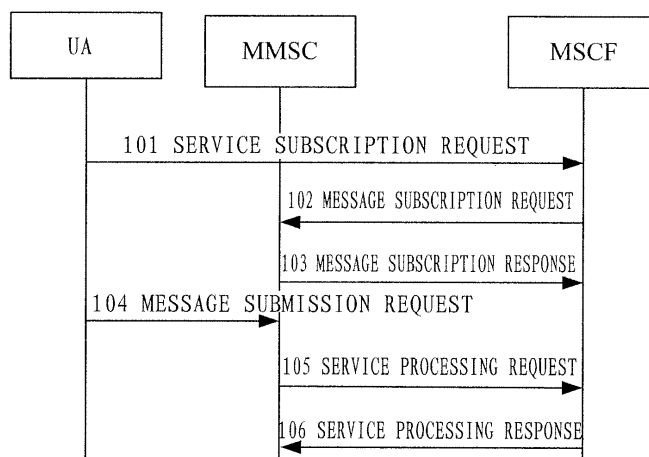 UA
MMSC
MSCF
101 SERVICE SUBSCRIPTION REQUEST
102 MESSAGE SUBSCRIPTION REQUEST
103 MESSAGE SUBSCRIPTION RESPONSE
104 MESSAGE SUBMISSION REQUEST
105 SERVICE PROCESSING REQUEST
106 SERVICE PROCESSING RESPONSE